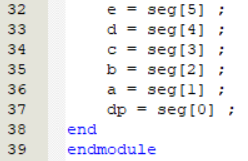 32 e = seg[5] ;
33 d = seg[4] ;
34 c = seg[3] ;
35 b = seg[2] ;
36 a = seg[1] ;
37 dp = seg[0] ;
38 end
39 endmodule